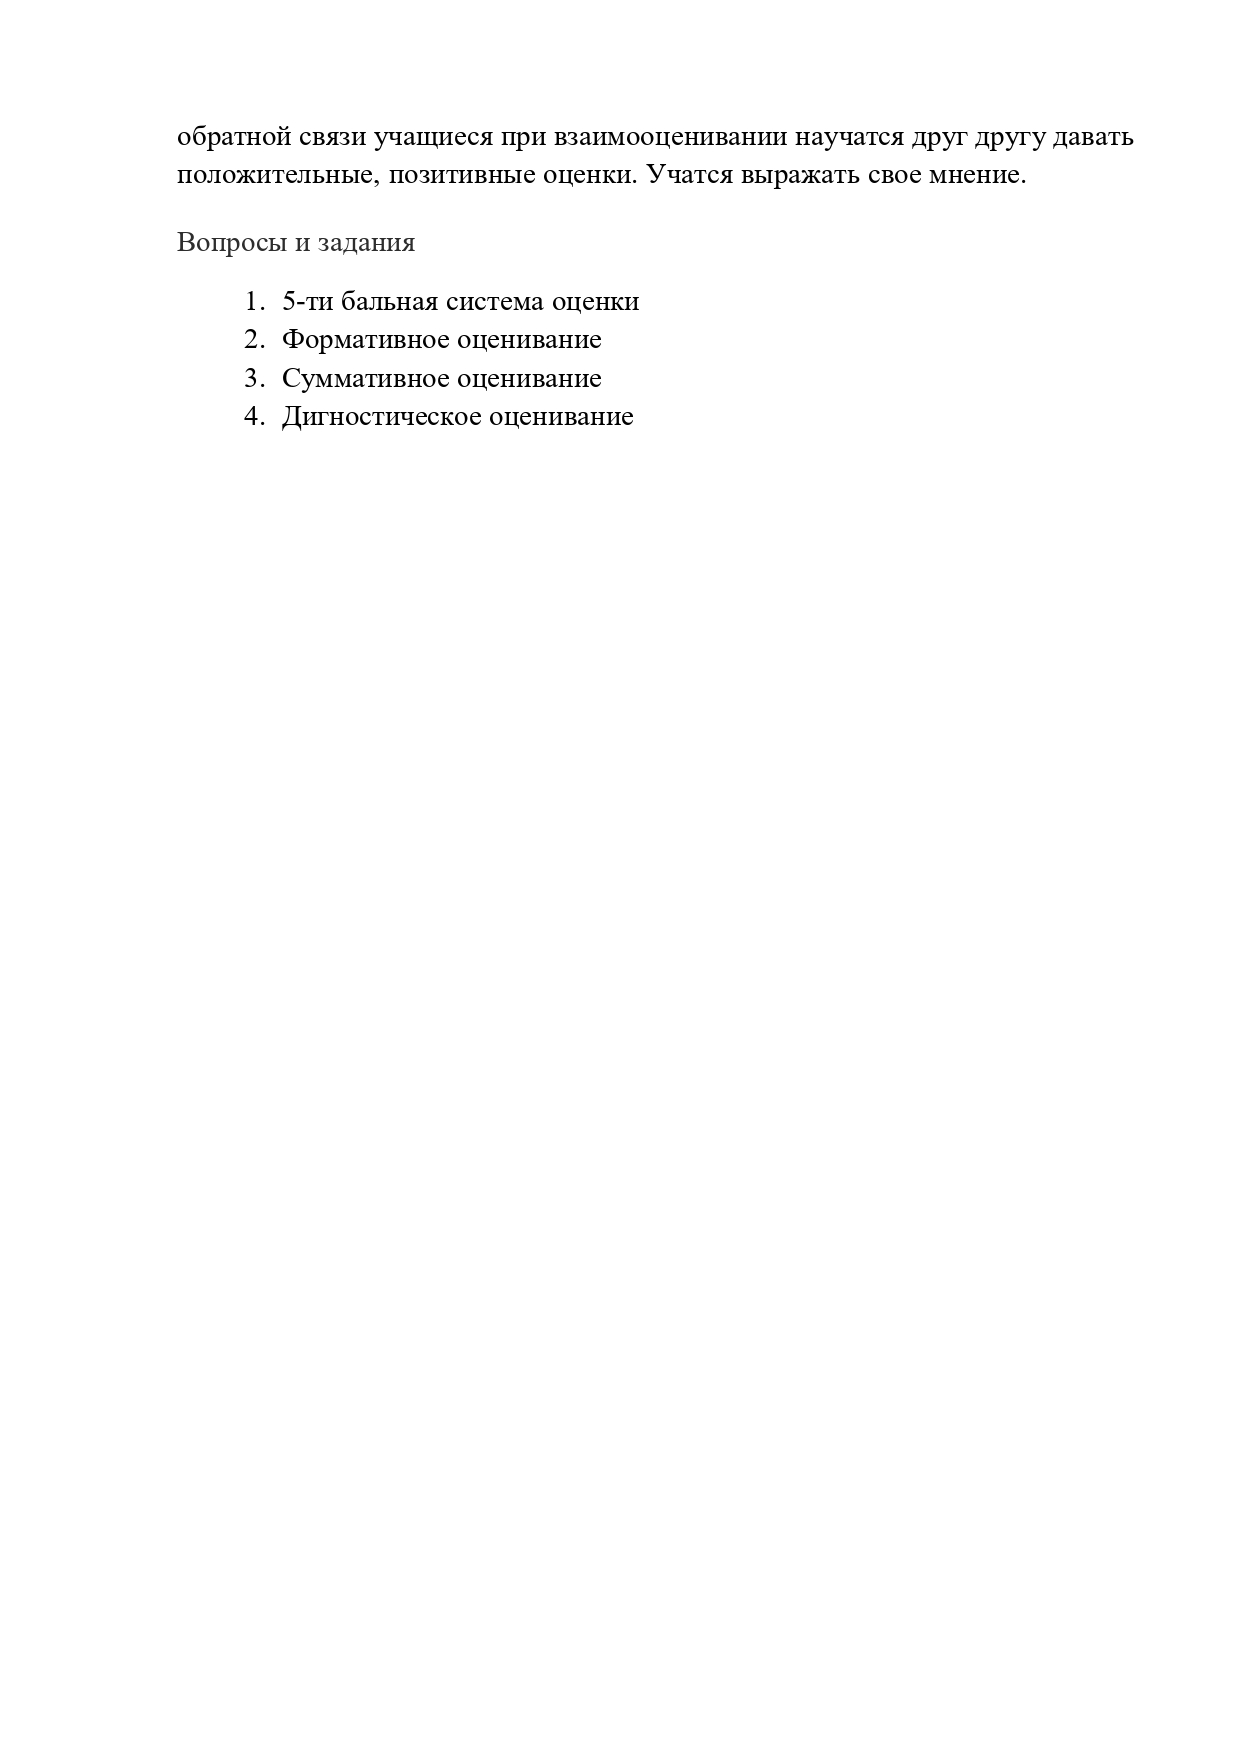 обратной связи учащиеся при взаимооценивании научатся друг другу давать
положительные, позитивные оценки. Учатся выражать свое мнение.
Вопросы и задания
1. 5-ти бальная система оценки
2. Формативное оценивание
3. Суммативное оценивание
4. Дигностическое оценивание